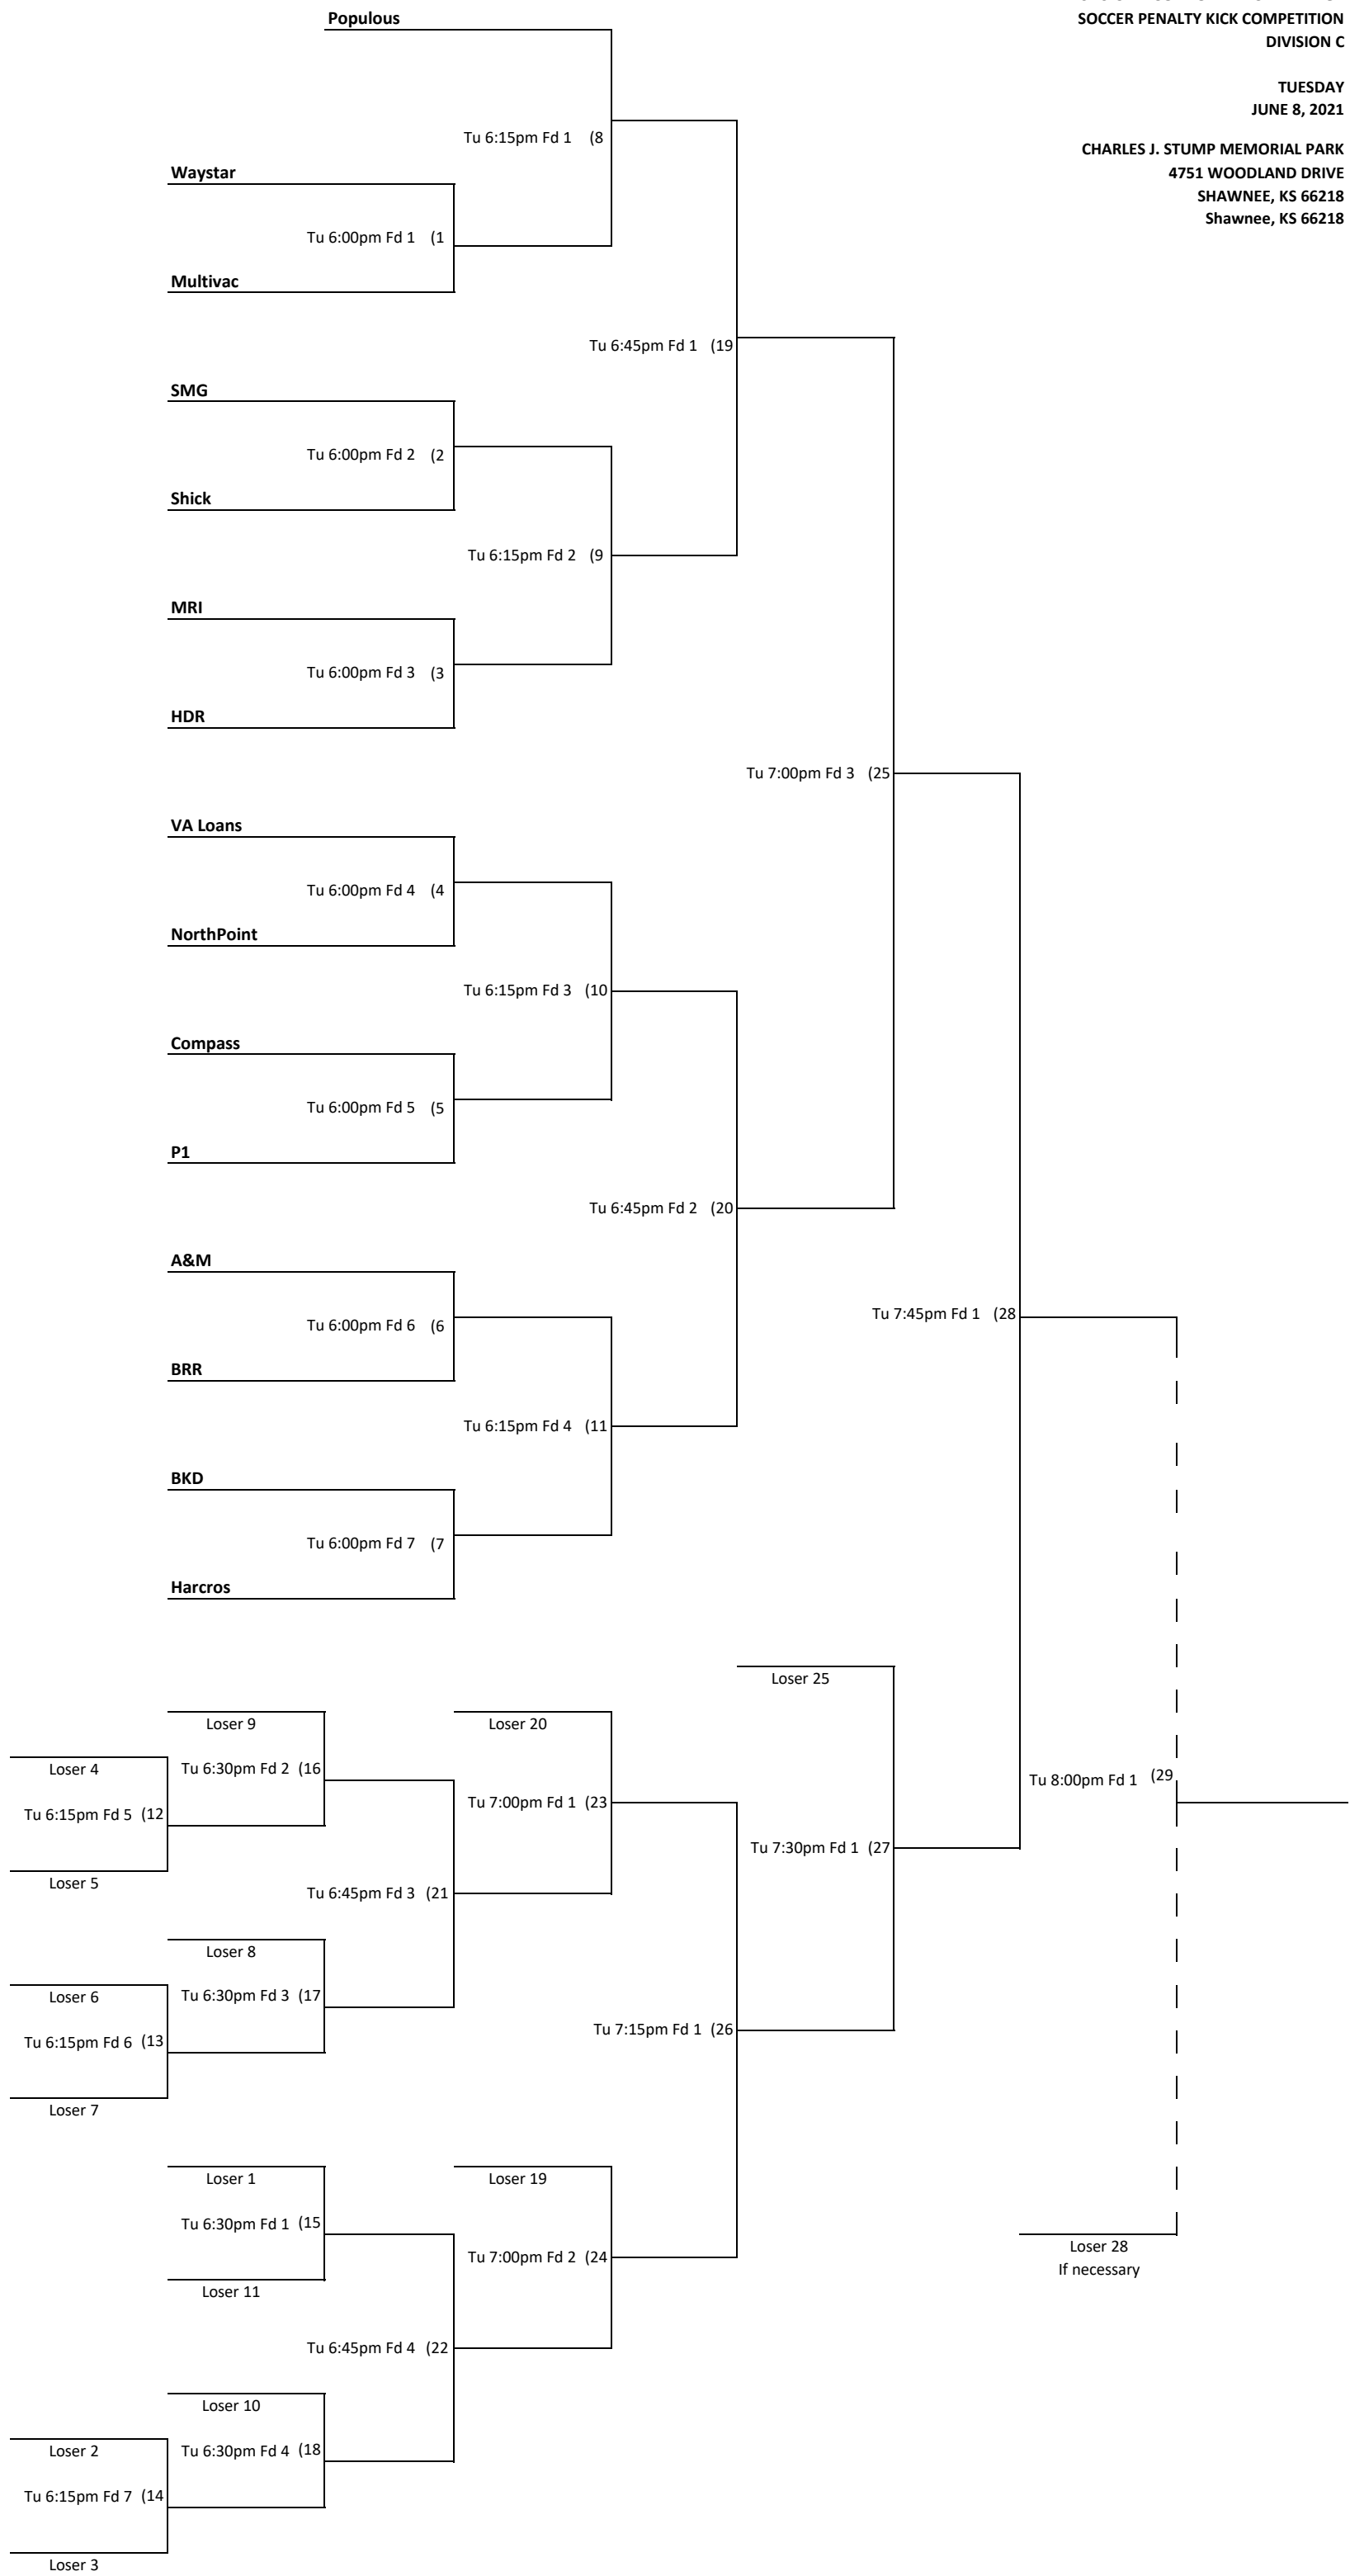 Populous
SOCCER PENALTY KICK COMPETITION
DIVISION C
TUESDAY
JUNE 8, 2021
Tu 6:15pm Fd 1 (8
CHARLES J. STUMP MEMORIAL PARK
4751 WOODLAND DRIVE
SHAWNEE, KS 66218
Shawnee, KS 66218
Waystar
Tu 6:00pm Fd 1 (1
Multivac
Tu 6:45pm Fd 1 (19
SMG
Tu 6:00pm Fd 2 (2
Shick
Tu 6:15pm Fd 2 (9
MRI
Tu 6:00pm Fd 3 (3
HDR
Tu 7:00pm Fd 3 (25
VA Loans
Tu 6:00pm Fd 4 (4
NorthPoint
Tu 6:15pm Fd 3 (10
Compass
Tu 6:00pm Fd 5 (5
P1
Tu 6:45pm Fd 2 (20
A&M
Tu 6:00pm Fd 6 (6
Tu 7:45pm Fd 1 (28
BRR
Tu 6:15pm Fd 4 (11
BKD
Tu 6:00pm Fd 7 (7
Harcros
Loser 25
Loser 9
Loser 20
Loser 4
Tu 6:30pm Fd 2 (16
Tu 8:00pm Fd 1 (29
Tu 6:15pm Fd 5 (12
Tu 7:00pm Fd 1 (23
Tu 7:30pm Fd 1 (27
Loser 5
Tu 6:45pm Fd 3 (21
Loser 8
Loser 6
Tu 6:30pm Fd 3 (17
Tu 6:15pm Fd 6 (13
Tu 7:15pm Fd 1 (26
Loser 7
Loser 1
Loser 19
Tu 6:30pm Fd 1 (15
Loser 28
If necessary
Tu 7:00pm Fd 2 (24
Loser 11
Tu 6:45pm Fd 4 (22
Loser 10
Loser 2
Tu 6:30pm Fd 4 (18
Tu 6:15pm Fd 7 (14
Loser 3